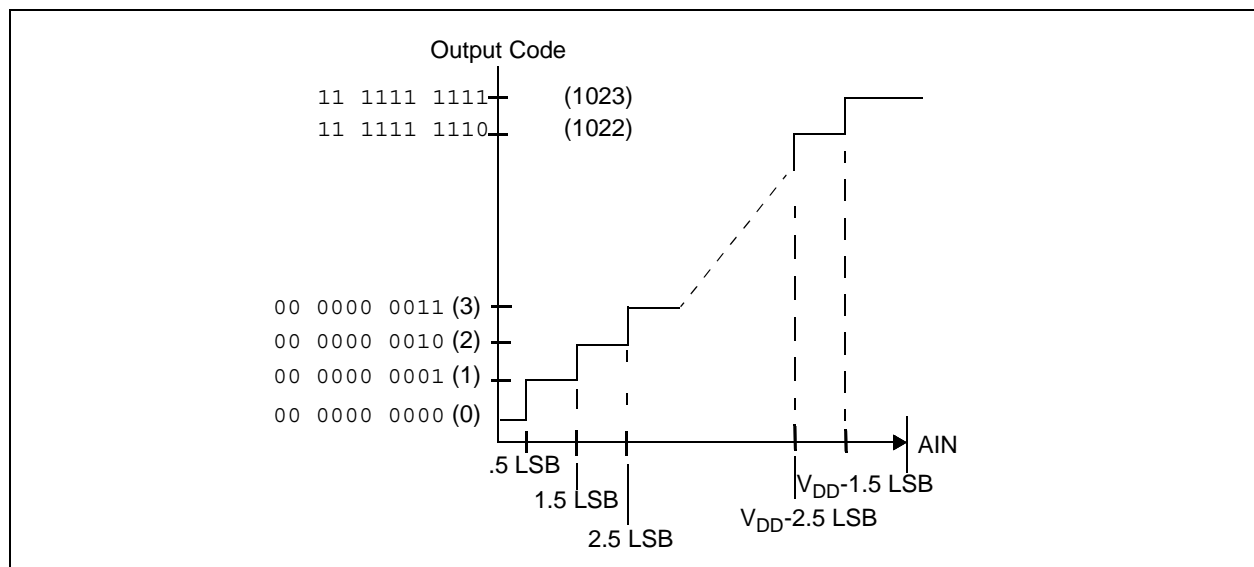 Output Code
11 1111 1111 (1023)
11 1111 1110 (1022)
00 0000 0011 (3)
00 0000 0010 (2)
00 0000 0001 (1)
00 0000 0000 (0)
AIN
.5 LSB
VDD-1.5 LSB
1.5 LSB
VDD-2.5 LSB
2.5 LSB